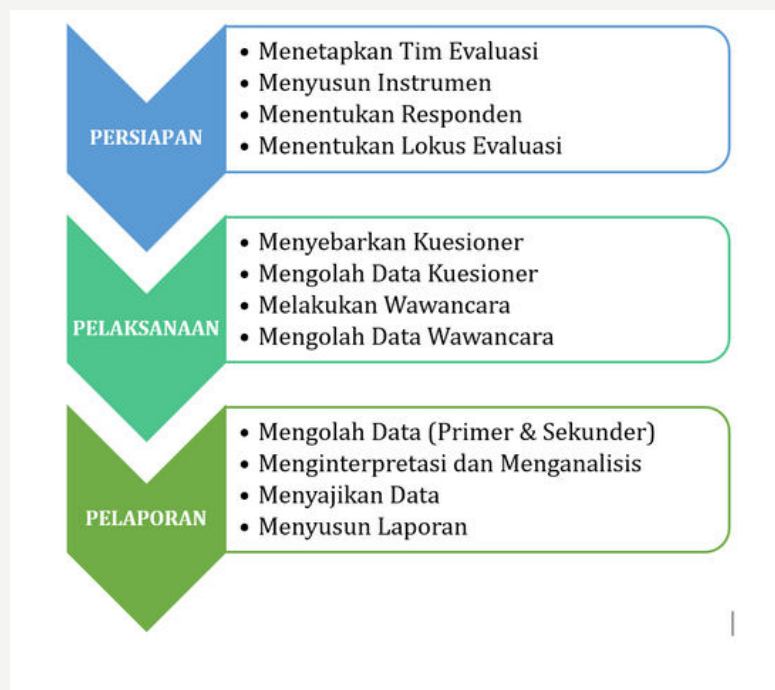 PERSIAPAN
• Menetapkan Tim Evaluasi
• Menyusun Instrumen
• Menentukan Responden
• Menentukan Lokus Evaluasi
PELAKSANAAN
• Menyebarkan Kuesioner
• Mengolah Data Kuesioner
• Melakukan Wawancara
• Mengolah Data Wawancara
PELAPORAN
• Mengolah Data (Primer & Sekunder)
• Menginterpretasi dan Menganalisis
• Menyajikan Data
• Menyusun Laporan